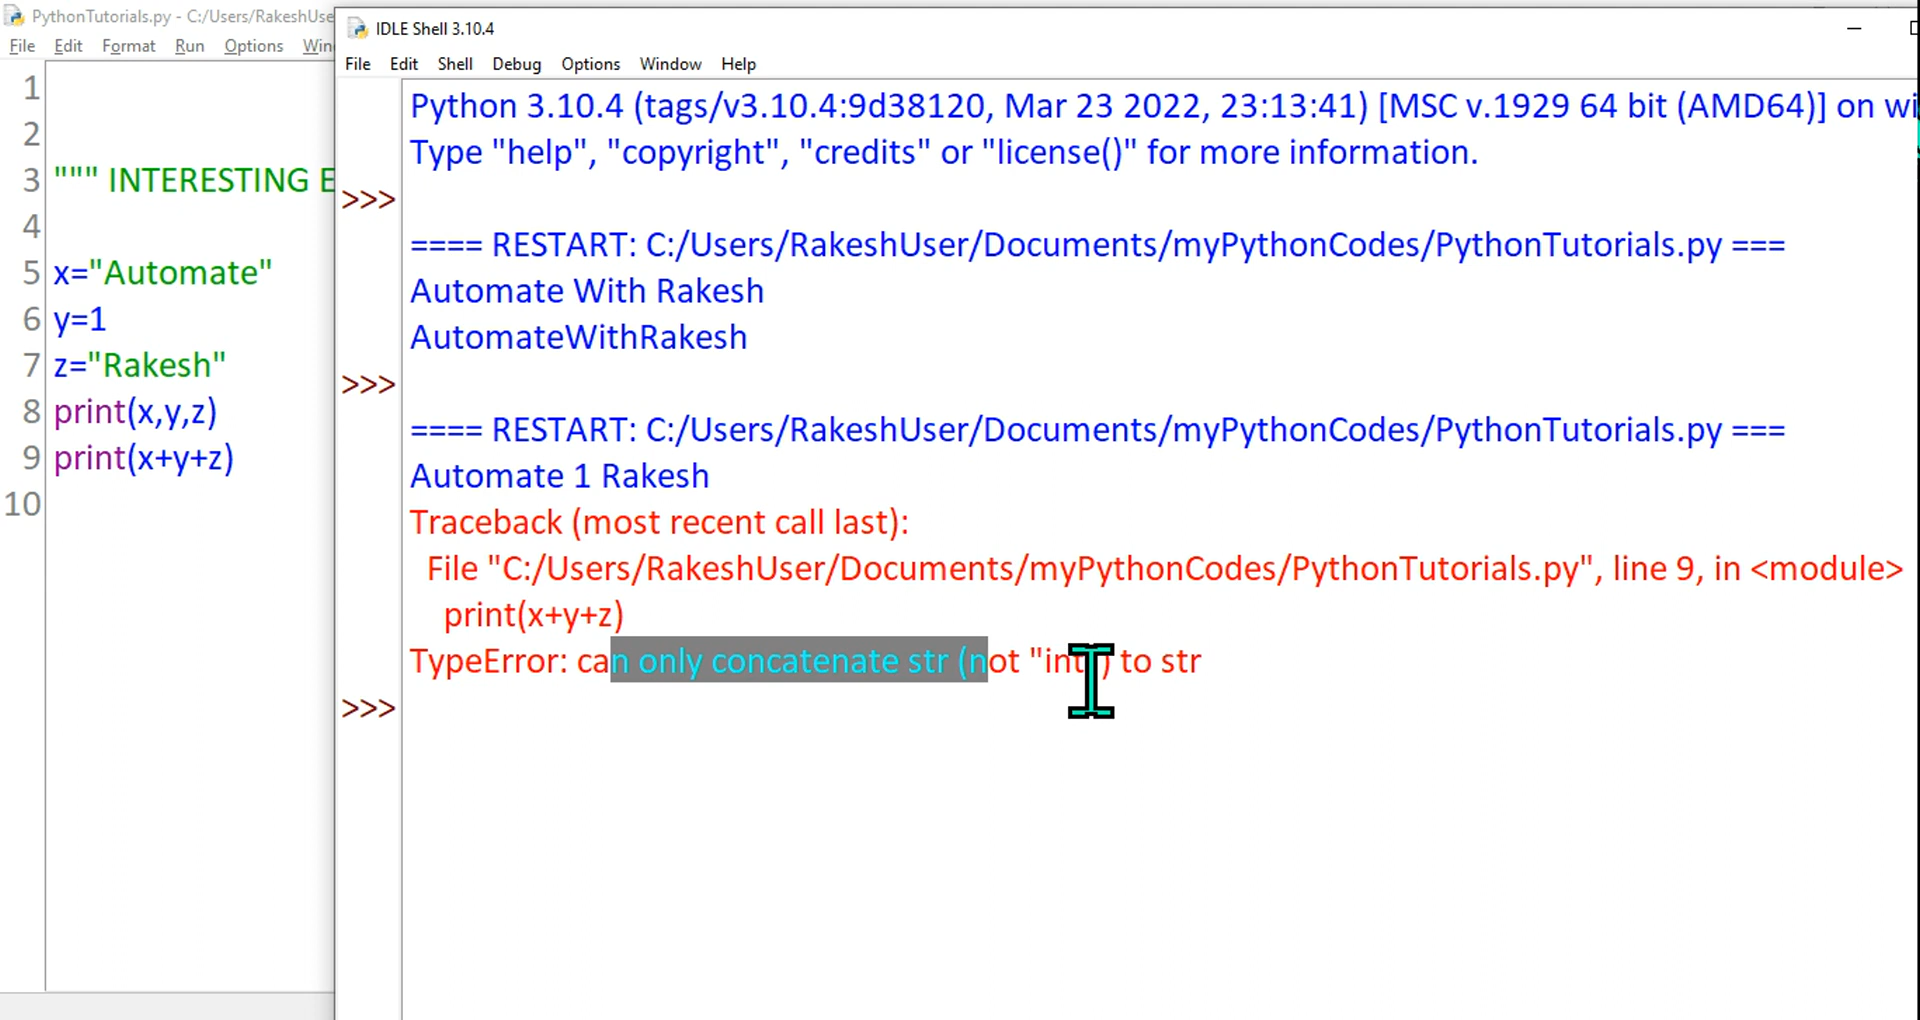 PythonTutorials.py - C:/Users/RakeshUse
File Edit Format Run Options Win
1
2
3 """ INTERESTING E
4
5 x="Automate"
6 y=1
7 z="Rakesh"
8 print(x,y,z)
9 print(x+y+z)
10
IDLE Shell 3.10.4
File Edit Shell Debug Options Window Help
Python 3.10.4 (tags/v3.10.4:9d38120, Mar 23 2022, 23:13:41) [MSC v.1929 64 bit (AMD64)] on wi
Type "help", "copyright", "credits" or "license()" for more information.
>>>
==== RESTART: C:/Users/RakeshUser/Documents/myPythonCodes/PythonTutorials.py ===
Automate With Rakesh
AutomateWithRakesh
>>>
==== RESTART: C:/Users/RakeshUser/Documents/myPythonCodes/PythonTutorials.py ===
Automate 1 Rakesh
Traceback (most recent call last):
File "C:/Users/RakeshUser/Documents/myPythonCodes/PythonTutorials.py", line 9, in <module>
print(x+y+z)
TypeError: can only concatenate str (not "int") to str
>>>